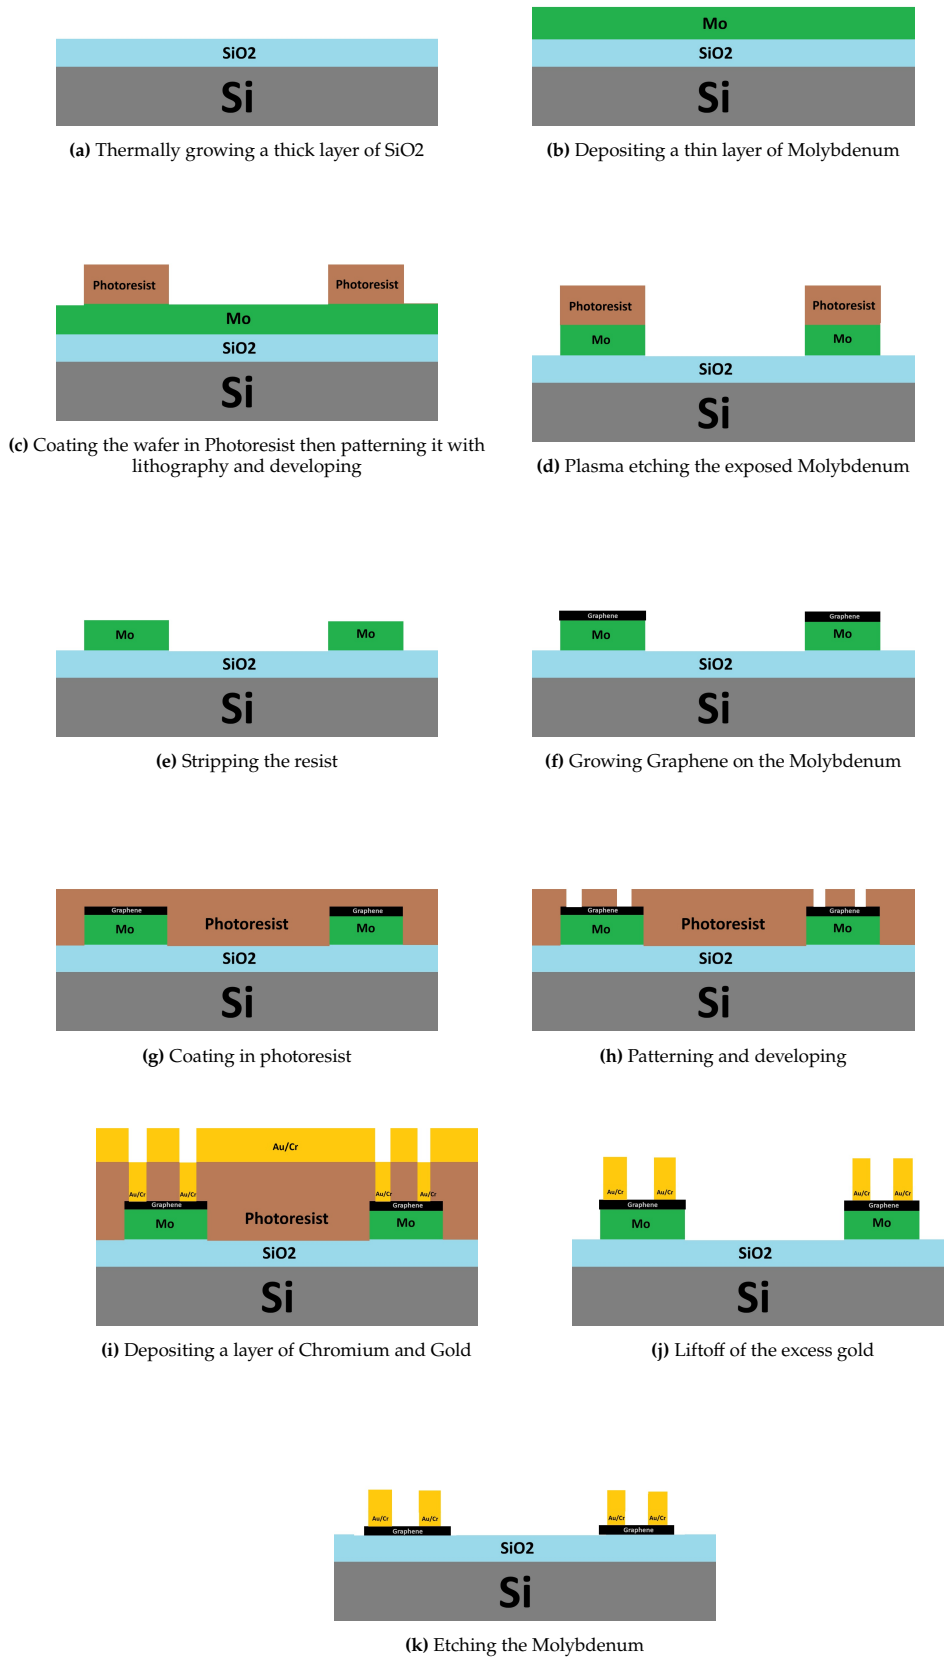 SiO2
Si
(a) Thermally growing a thick layer of SiO2
Mo
SiO2
Si
(b) Depositing a thin layer of Molybdenum
Photoresist
Photoresist
Mo
SiO2
Si
(c) Coating the wafer in Photoresist then patterning it with
lithography and developing
Photoresist
Photoresist
Mo
Mo
SiO2
Si
(d) Plasma etching the exposed Molybdenum
Mo
Mo
SiO2
Si
(e) Stripping the resist
Graphene
Graphene
Mo
Mo
SiO2
Si
(f) Growing Graphene on the Molybdenum
Graphene
Graphene
Mo
Photoresist
Mo
SiO2
Si
(g) Coating in photoresist
Graphene
Graphene
Mo
Photoresist
Mo
SiO2
Si
(h) Patterning and developing
Au/Cr
Au/Cr
Au/Cr
Au/Cr
Au/Cr
Graphene
Graphene
Mo
Photoresist
Mo
SiO2
Si
(i) Depositing a layer of Chromium and Gold
Au/Cr
Au/Cr
Au/Cr
Au/Cr
Graphene
Graphene
Mo
Mo
SiO2
Si
(j) Liftoff of the excess gold
Au/Cr
Au/Cr
Au/Cr
Au/Cr
Graphene
Graphene
SiO2
Si
(k) Etching the Molybdenum